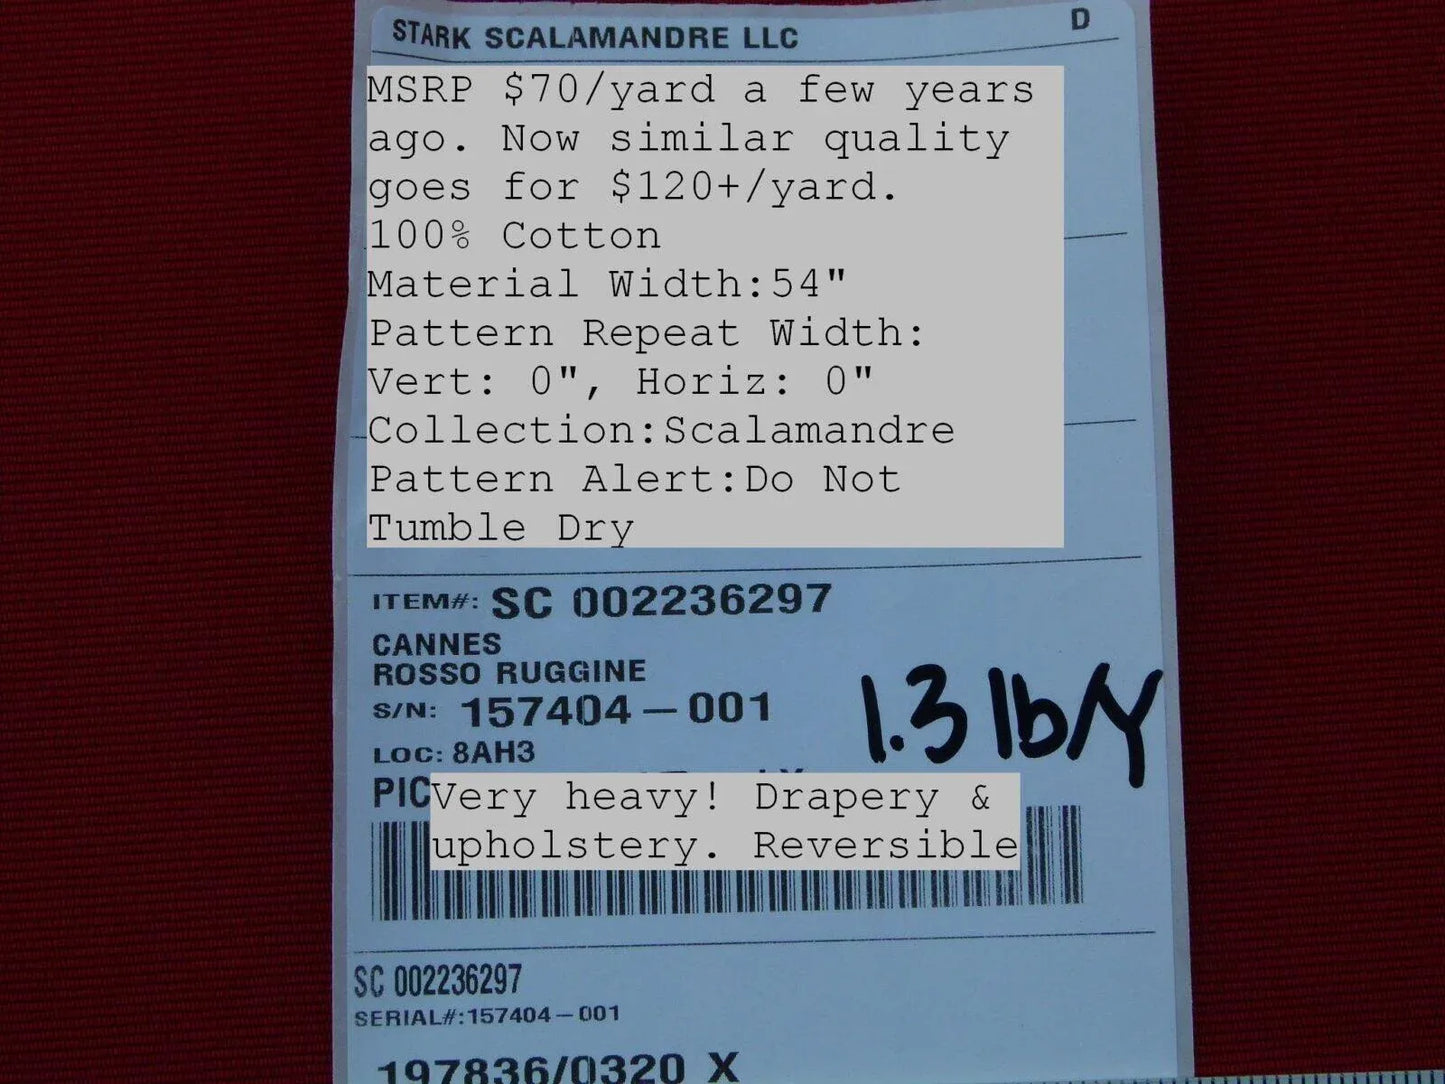 STARK SCALAMANDRE LLC D
MSRP $70/yard a few years
ago. Now similar quality
goes for $120+/yard.
100% Cotton
Material Width:54"
Pattern Repeat Width:
Vert: 0", Horiz: 0"
Collection:Scalamandre
Pattern Alert:Do Not
Tumble Dry
ITEM#: SC 002236297
CANNES
ROSSO RUGGINE
S/N: 157404-001
1.3 lb/Y
LOC: 8AH3
PIC
Very heavy! Drapery &
upholstery. Reversible
SC 002236297
SERIAL#:157404-001
197836/0320 X